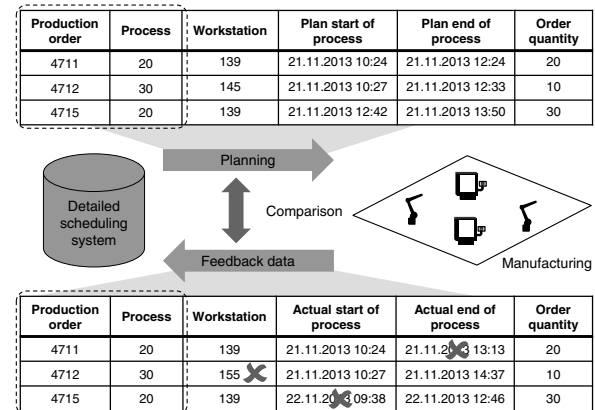 Production order Process Workstation Plan start of process Plan end of process Order quantity
4711 20 139 21.11.2013 10:24 21.11.2013 12:24 20
4712 30 145 21.11.2013 10:27 21.11.2013 12:33 10
4715 20 139 21.11.2013 12:42 21.11.2013 13:50 30
Planning
Detailed scheduling system
Comparison
Feedback data
Manufacturing
Production order Process Workstation Actual start of process Actual end of process Order quantity
4711 20 139 21.11.2013 10:24 21.11.2013 13:13 20
4712 30 155 21.11.2013 10:27 21.11.2013 14:37 10
4715 20 139 22.11.2013 09:38 22.11.2013 12:46 30